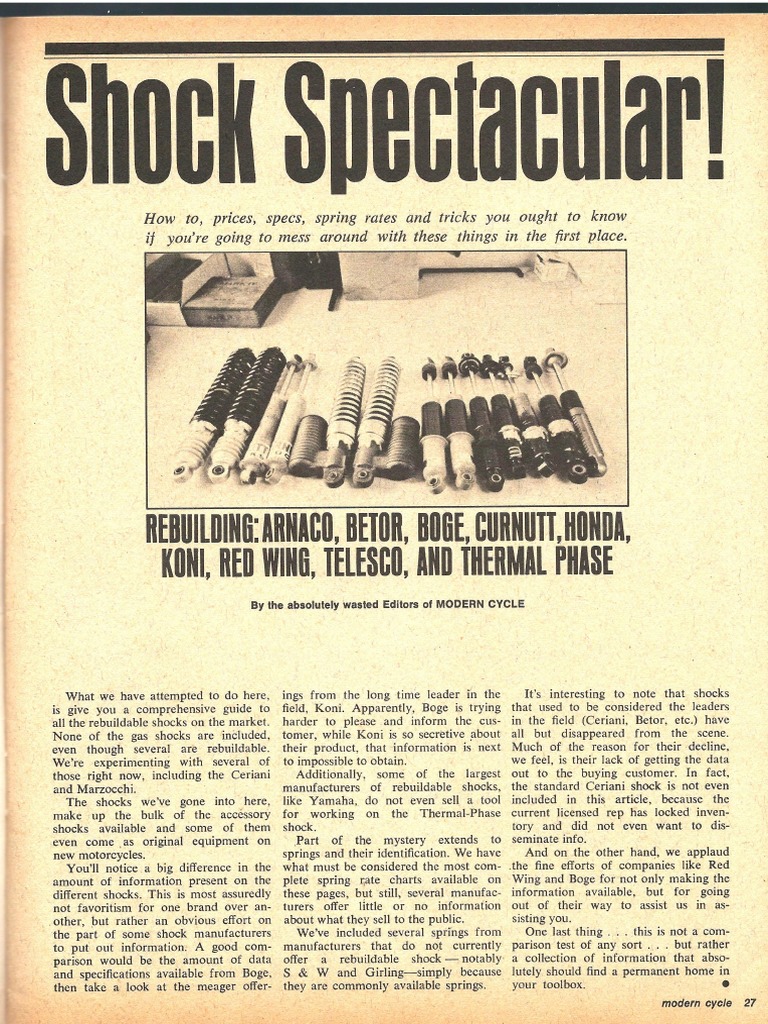 Shock Spectacular!
How to, prices, specs, spring rates and tricks you ought to know
if you're going to mess around with these things in the first place.
REBUILDING: ARNACO, BETOR, BOGE, CURNUTT, HONDA,
KONI, RED WING, TELESCO, AND THERMAL PHASE
By the absolutely wasted Editors of MODERN CYCLE
What we have attempted to do here,
is give you a comprehensive guide to
all the rebuildable shocks on the market.
None of the gas shocks are included,
even though several are rebuildable.
We're experimenting with several of
those right now, including the Ceriani
and Marzocchi.
The shocks we've gone into here,
make up the bulk of the accessory
shocks available and some of them
even come as original equipment on
new motorcycles.
You'll notice a big difference in the
amount of information present on the
different shocks. This is most assuredly
not favoritism for one brand over an-
other, but rather an obvious effort on
the part of some shock manufacturers
to put out information. A good com-
parison would be the amount of data
and specifications available from Boge,
then take a look at the meager offer-
ings from the long time leader in the
field, Koni. Apparently, Boge is trying
harder to please and inform the cus-
tomer, while Koni is so secretive about
their product, that information is next
to impossible to obtain.
Additionally, some of the largest
manufacturers of rebuildable shocks,
like Yamaha, do not even sell a tool
for working on the Thermal-Phase
shock.
Part of the mystery extends to
springs and their identification. We have
what must be considered the most com-
plete spring rate charts available on
these pages, but still, several manufac-
turers offer little or no information
about what they sell to the public.
We've included several springs from
manufacturers that do not currently
offer a rebuildable shock — notably
S & W and Girling—simply because
they are commonly available springs.
It's interesting to note that shocks
that used to be considered the leaders
in the field (Ceriani, Betor, etc.) have
all but disappeared from the scene.
Much of the reason for their decline,
we feel, is their lack of getting the data
out to the buying customer. In fact,
the standard Ceriani shock is not even
included in this article, because the
current licensed rep has locked inven-
tory and did not even want to dis-
seminate info.
And on the other hand, we applaud
the fine efforts of companies like Red
Wing and Boge for not only making the
information available, but for going
out of their way to assist us in as-
sisting you.
One last thing . . . this is not a com-
parison test of any sort . . . but rather
a collection of information that abso-
lutely should find a permanent home in
your toolbox. ●
modern cycle 27